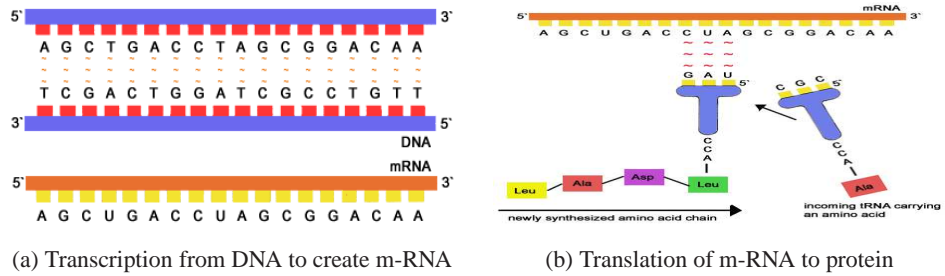 5` 3`
A G C T G A C C T A G C G G A C A A
T C G A C T G G A T C G C C T G T T
3` 5`
DNA
mRNA
5` 3`
A G C U G A C C U A G C G G A C A A
(a) Transcription from DNA to create m-RNA
mRNA
5` 3`
A G C U G A C C U A G C G G A C A A
G A U 5`
C G C 5`
C C A
C C A
Leu Ala Asp Leu
Ala
newly synthesized amino acid chain
incoming tRNA carrying
an amino acid
(b) Translation of m-RNA to protein